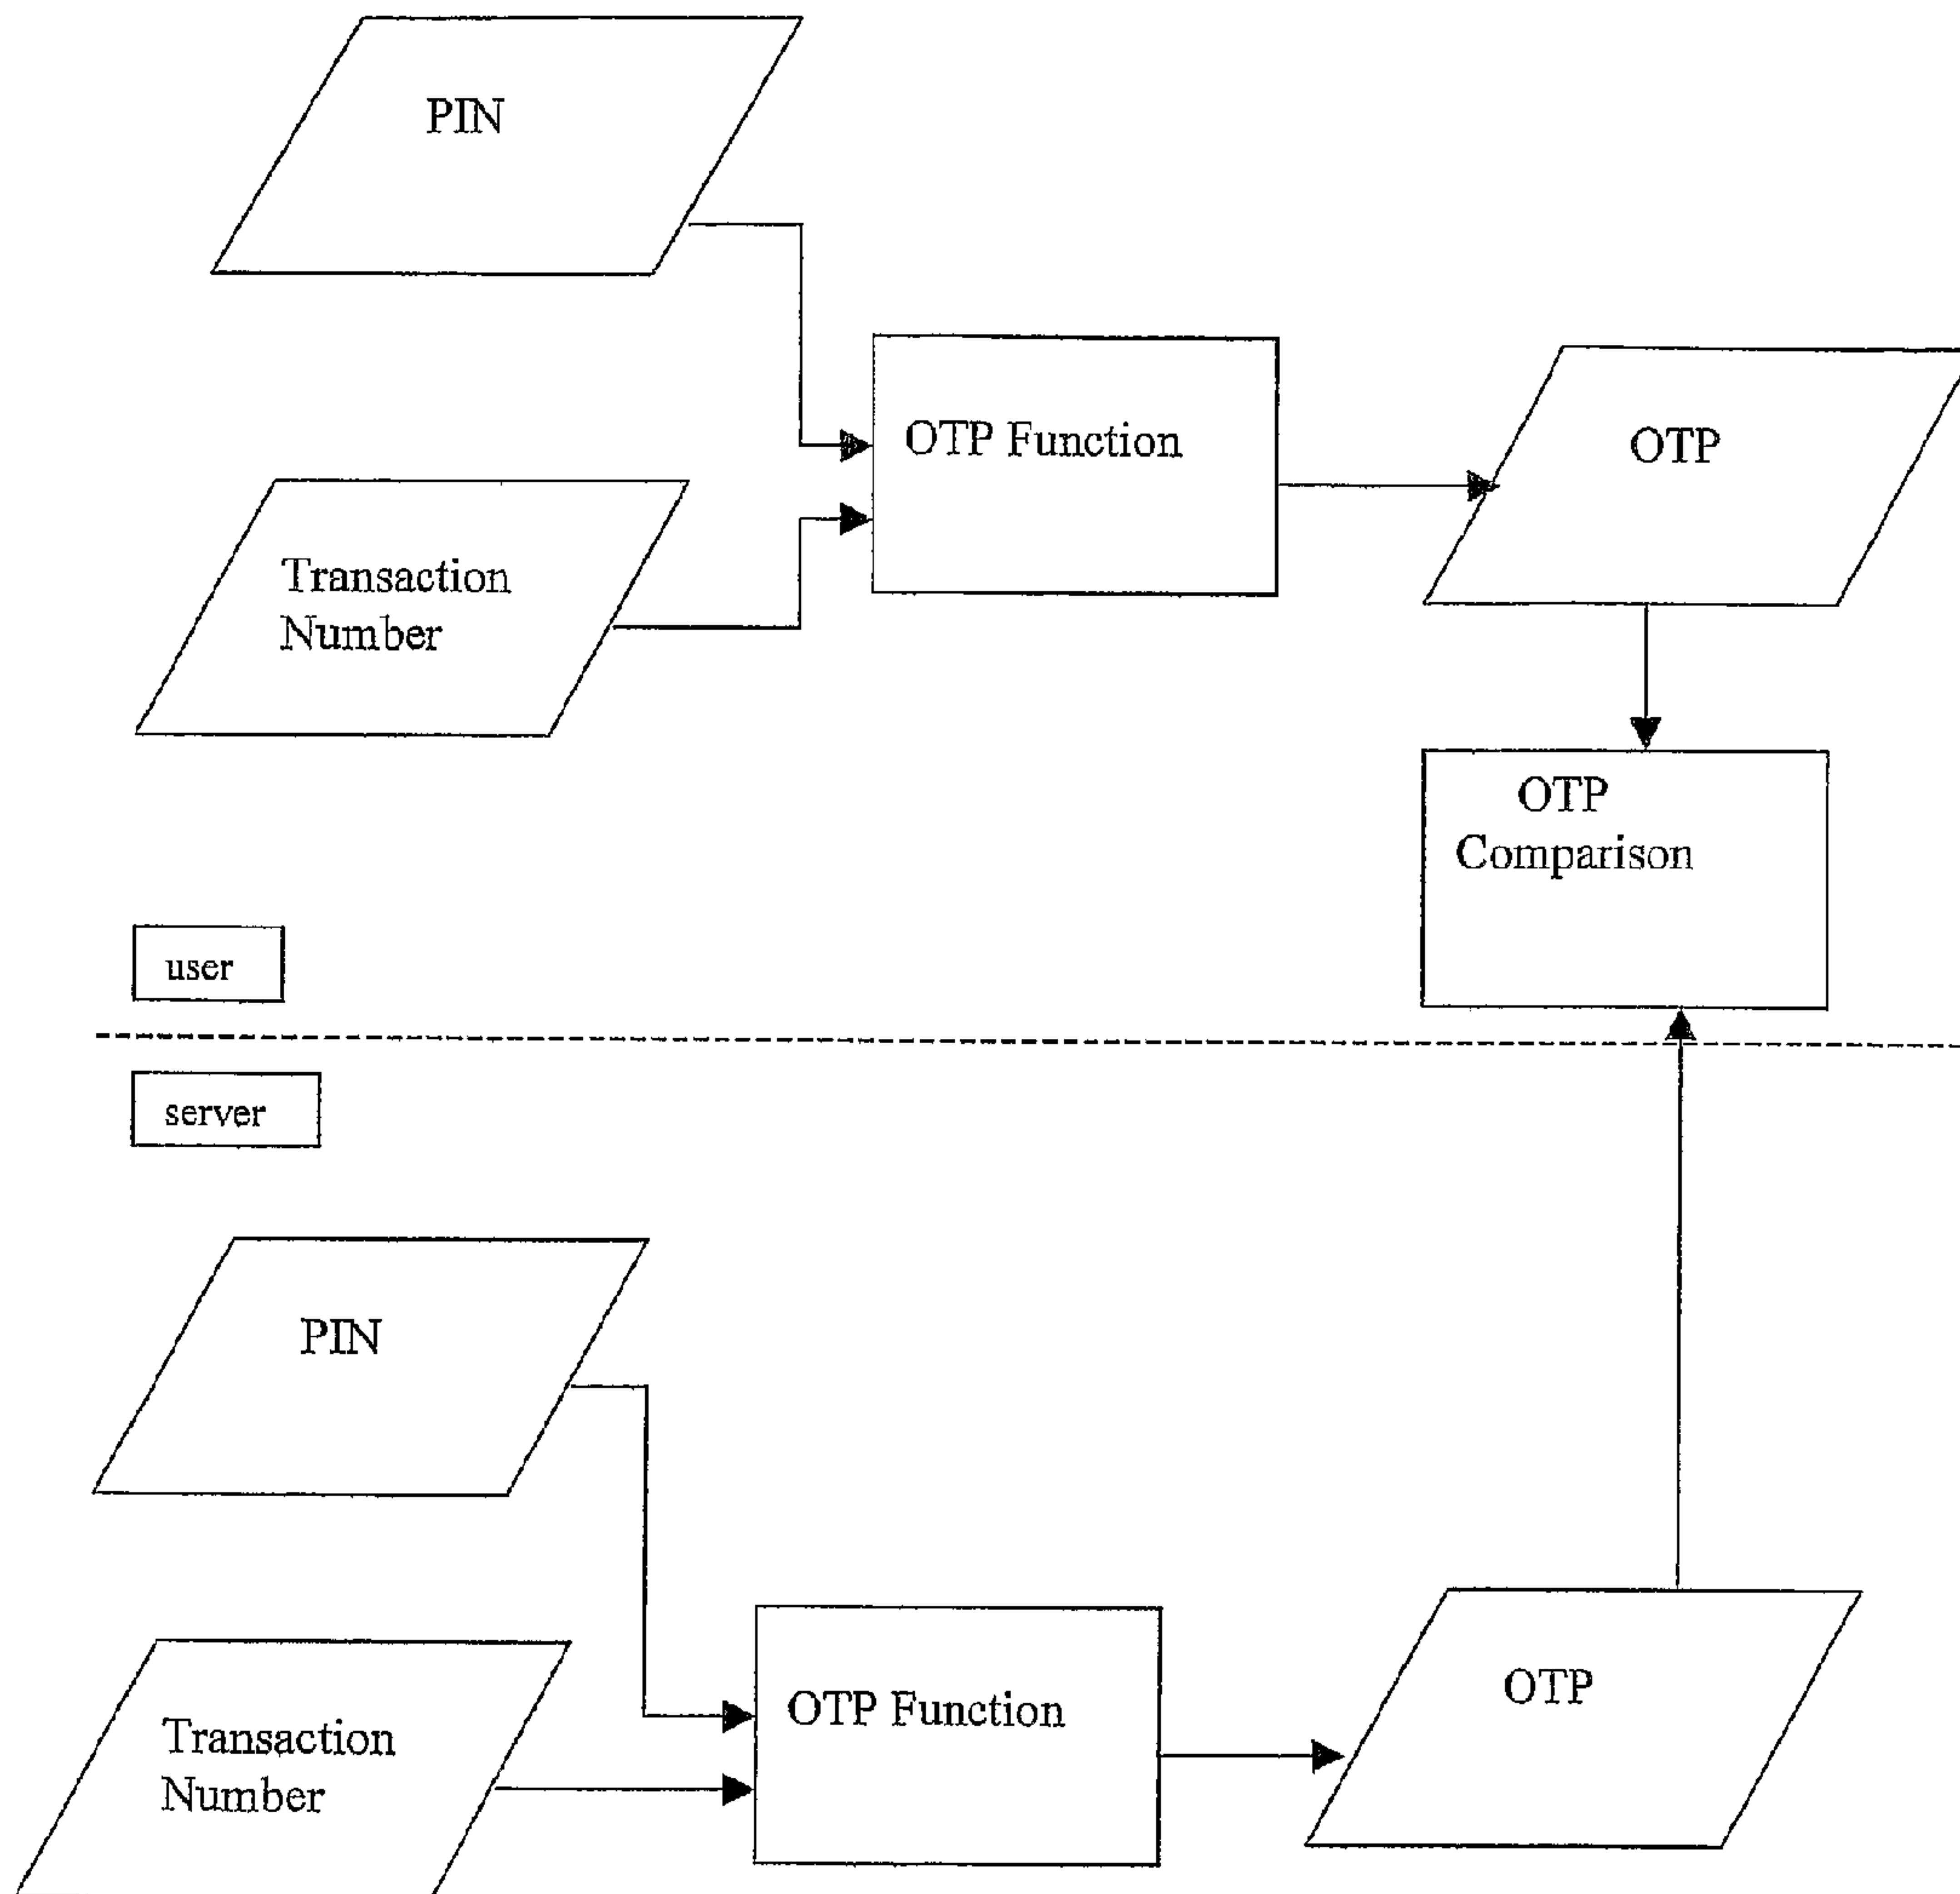 PIN
OTP Function
OTP
Transaction
Number
OTP
Comparison
user
server
PIN
OTP Function
OTP
Transaction
Number